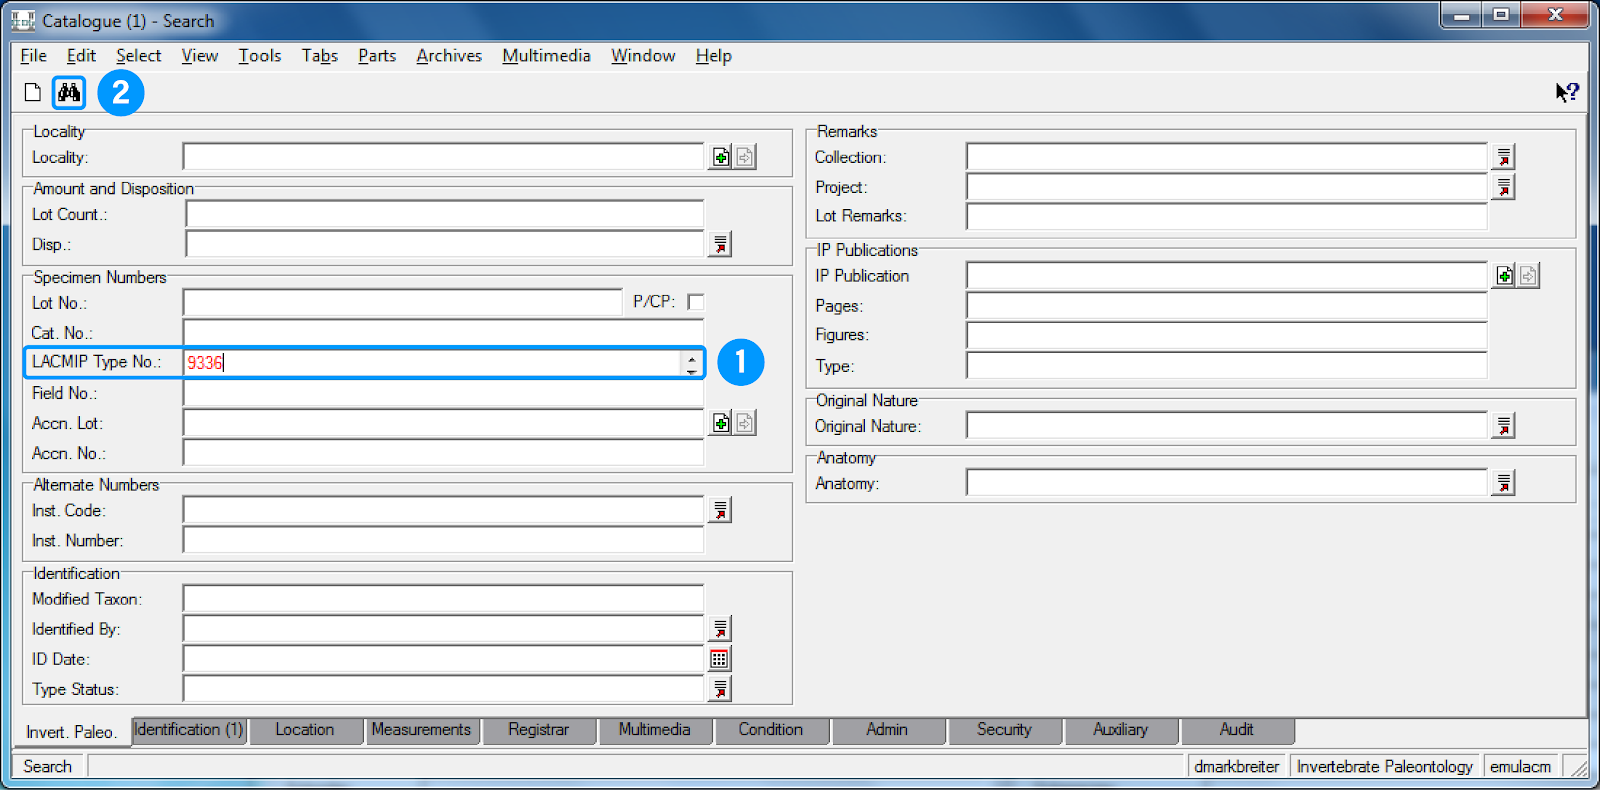 Catalogue (1) - Search
File Edit Select View Tools Tabs Parts Archives Multimedia Window Help
2
?
Locality
Locality:
Amount and Disposition
Lot Count.:
Disp.:
Specimen Numbers
Lot No.: P/CP:
Cat. No.:
LACMIP Type No.: 9336 1
Field No.:
Accn. Lot:
Accn. No.:
Alternate Numbers
Inst. Code:
Inst. Number:
Identification
Modified Taxon:
Identified By:
ID Date:
Type Status:
Remarks
Collection:
Project:
Lot Remarks:
IP Publications
IP Publication
Pages:
Figures:
Type:
Original Nature
Original Nature:
Anatomy
Anatomy:
Invert. Paleo. Identification (1) Location Measurements Registrar Multimedia Condition Admin Security Auxiliary Audit
Search dmarkbreiter Invertebrate Paleontology emulacm